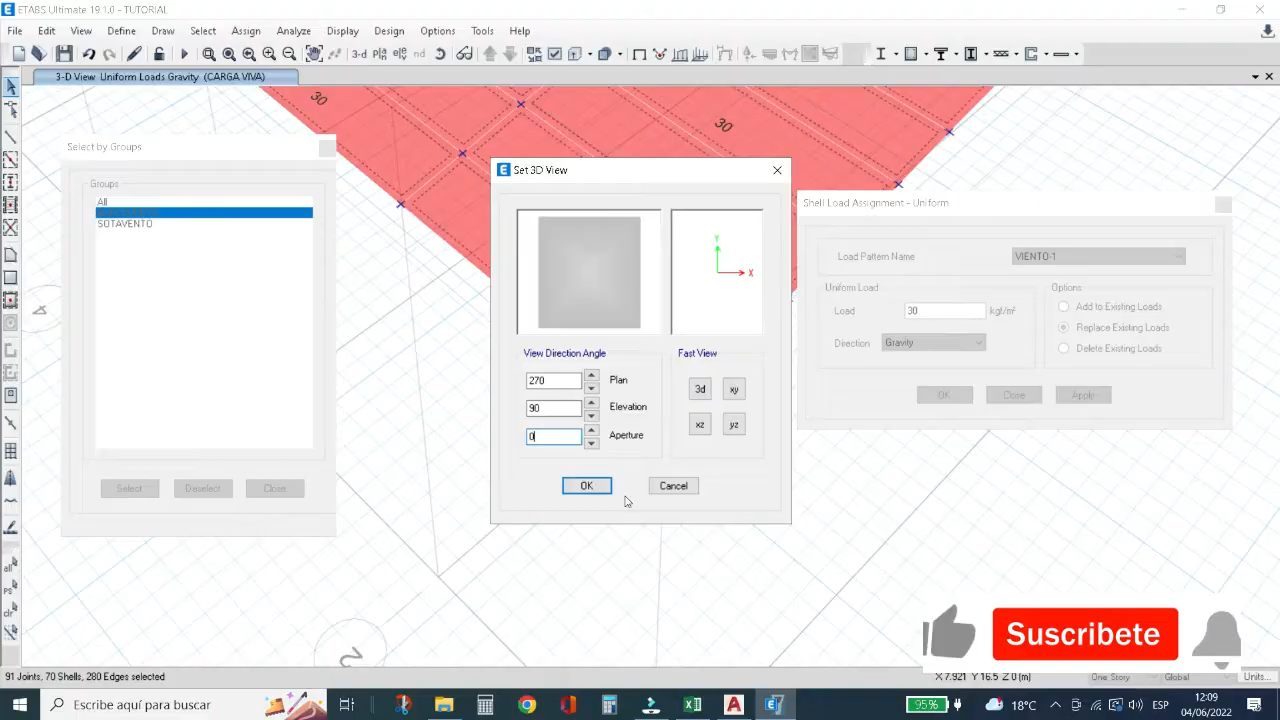 ETABS Ultimate 19.1.0 - TUTORIAL
File Edit View Define Draw Select Assign Analyze Display Design Options Tools Help
3-d
nd
3-D View Uniform Loads Gravity (CARGA VIVA)
30
30
Select by Groups
Groups
All
SOTAVENTO
Select Deselect Close
Set 3D View
Y
X
View Direction Angle
270 Plan
90 Elevation
0 Aperture
Fast View
3d xy
xz yz
OK Cancel
Shell Load Assignment - Uniform
Load Pattern Name VIENTO-1
Uniform Load
Load 30 kgf/m²
Direction Gravity
Options
Add to Existing Loads
Replace Existing Loads
Delete Existing Loads
OK Close Apply
all
PS
clr
2
Suscribete
91 Joints, 70 Shells, 280 Edges selected
X 7.921 Y 16.5 Z 0 (m)
One Story
Global
Units...
Escribe aquí para buscar
95%
18°C
ESP
12:09
04/06/2022